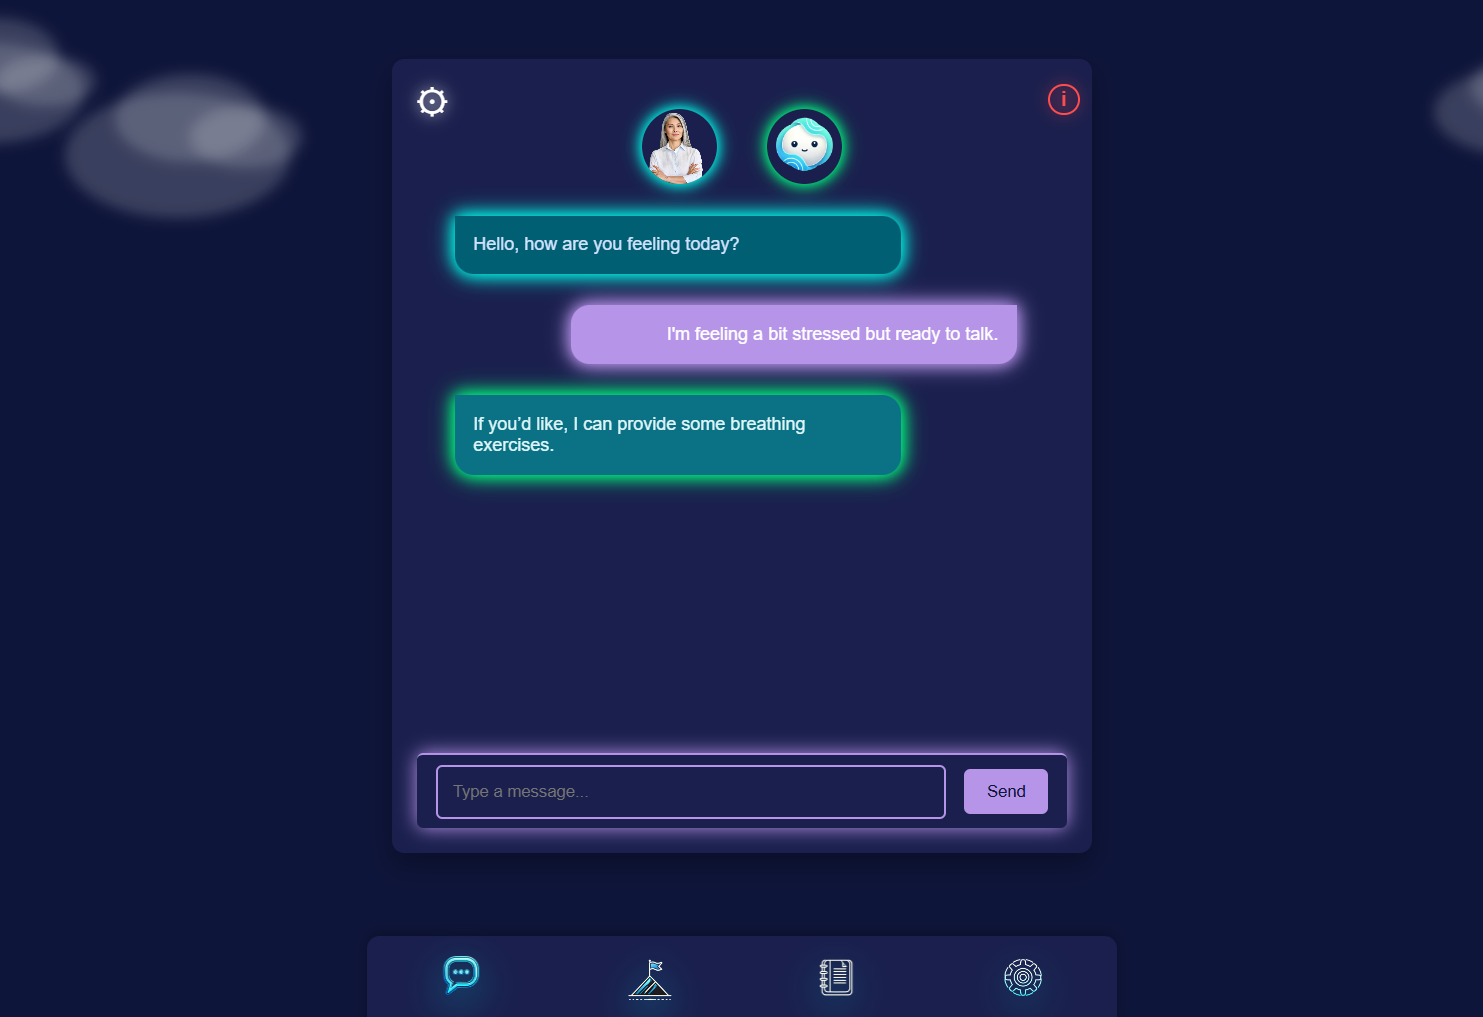 i
Hello, how are you feeling today?
I'm feeling a bit stressed but ready to talk.
If you’d like, I can provide some breathing
exercises.
Type a message...
Send